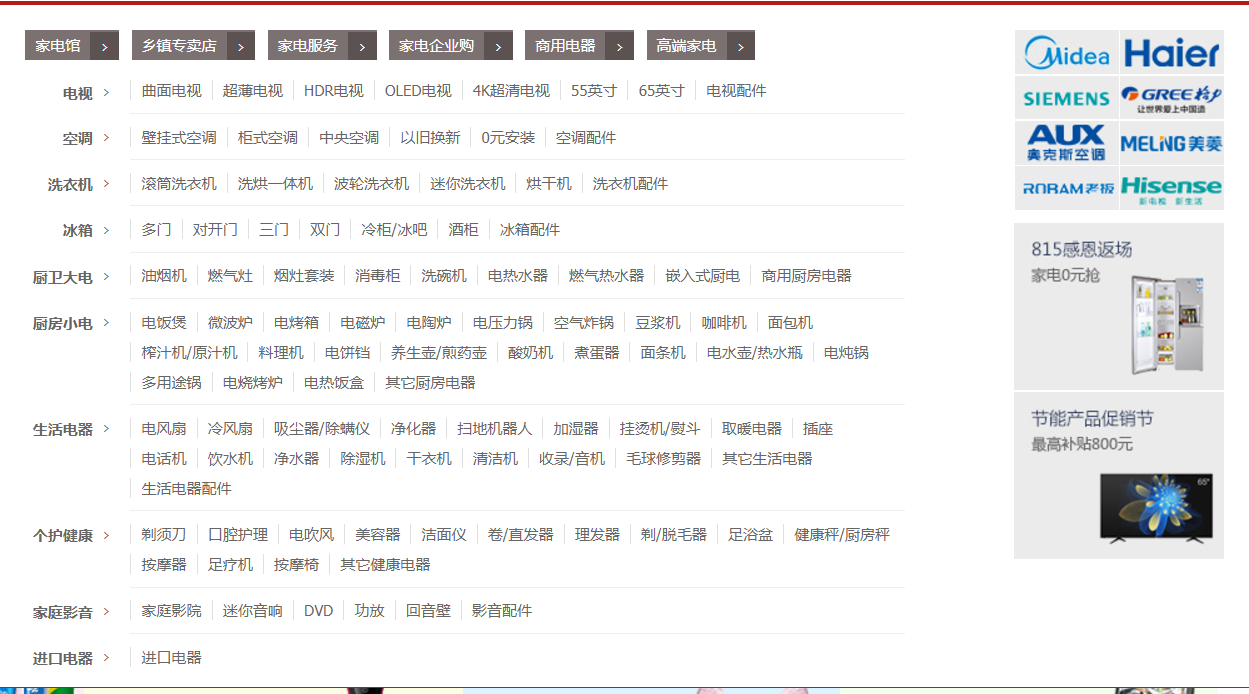 家电馆 > 乡镇专卖店 > 家电服务 > 家电企业购 > 商用电器 > 高端家电 >
电视 > 曲面电视 超薄电视 HDR电视 OLED电视 4K超清电视 55英寸 65英寸 电视配件
空调 > 壁挂式空调 柜式空调 中央空调 以旧换新 0元安装 空调配件
洗衣机 > 滚筒洗衣机 洗烘一体机 波轮洗衣机 迷你洗衣机 烘干机 洗衣机配件
冰箱 > 多门 对开门 三门 双门 冷柜/冰吧 酒柜 冰箱配件
厨卫大电 > 油烟机 燃气灶 烟灶套装 消毒柜 洗碗机 电热水器 燃气热水器 嵌入式厨电 商用厨房电器
厨房小电 > 电饭煲 微波炉 电烤箱 电磁炉 电陶炉 电压力锅 空气炸锅 豆浆机 咖啡机 面包机
榨汁机/原汁机 料理机 电饼铛 养生壶/煎药壶 酸奶机 煮蛋器 面条机 电水壶/热水瓶 电炖锅
多用途锅 电烧烤炉 电热饭盒 其它厨房电器
生活电器 > 电风扇 冷风扇 吸尘器/除螨仪 净化器 扫地机器人 加湿器 挂烫机/熨斗 取暖电器 插座
电话机 饮水机 净水器 除湿机 干衣机 清洁机 收录/音机 毛球修剪器 其它生活电器
生活电器配件
个护健康 > 剃须刀 口腔护理 电吹风 美容器 洁面仪 卷/直发器 理发器 剃/脱毛器 足浴盆 健康秤/厨房秤
按摩器 足疗机 按摩椅 其它健康电器
家庭影音 > 家庭影院 迷你音响 DVD 功放 回音壁 影音配件
进口电器 > 进口电器
Midea Haier
SIEMENS GREE格力
让世界爱上中国造
AUX
奥克斯空调 MELING美菱
ROBAM老板 Hisense
新电视 新生活
815感恩返场
家电0元抢
节能产品促销节
最高补贴800元
65"